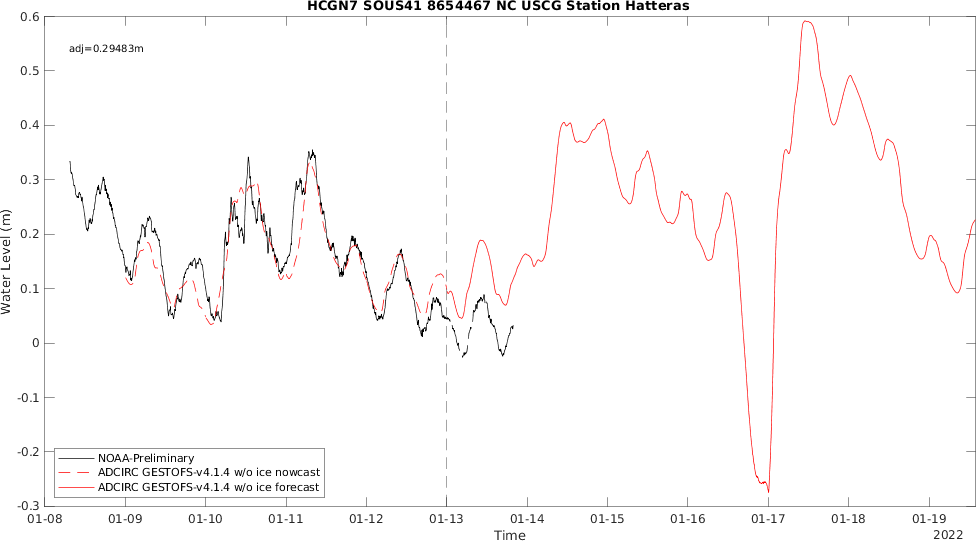 HCGN7 SOUS41 8654467 NC USCG Station Hatteras
adj=0.29483m
Water Level (m)
0.6
0.5
0.4
0.3
0.2
0.1
0
-0.1
-0.2
-0.3
NOAA-Preliminary
ADCIRC GESTOFS-v4.1.4 w/o ice nowcast
ADCIRC GESTOFS-v4.1.4 w/o ice forecast
01-08 01-09 01-10 01-11 01-12 01-13 01-14 01-15 01-16 01-17 01-18 01-19
Time
2022